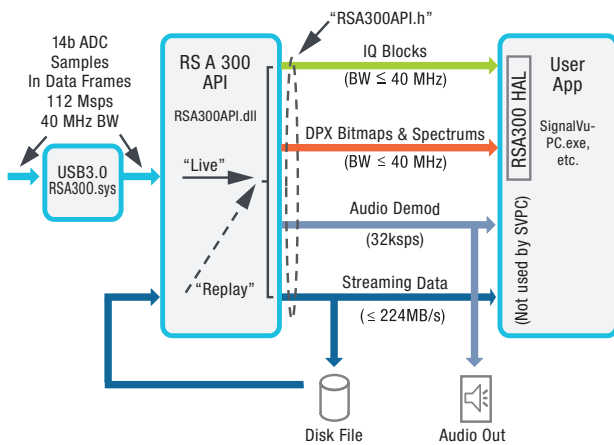 14b ADC
Samples
In Data Frames
112 Msps
40 MHz BW
USB3.0
RSA300.sys
RS A 300
API
RSA300API.dll
“Live”
“Replay”
“RSA300API.h”
IQ Blocks
(BW ≤ 40 MHz)
DPX Bitmaps & Spectrums
(BW ≤ 40 MHz)
Audio Demod
(32ksps)
Streaming Data
(≤ 224MB/s)
Disk File
Audio Out
RSA300 HAL
(Not used by SVPC)
User
App
SignalVu-
PC.exe,
etc.